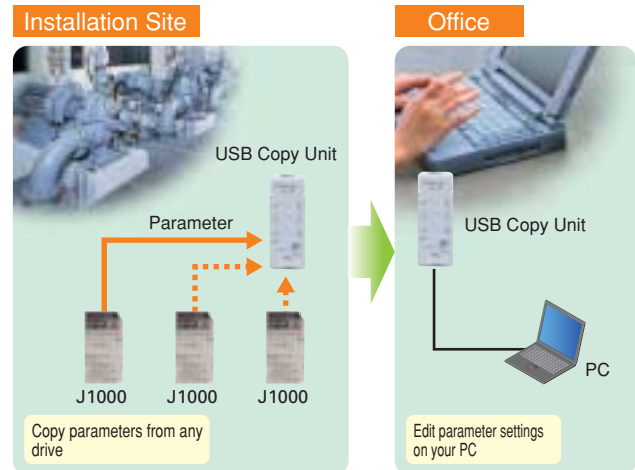 Installation Site
USB Copy Unit
Parameter
J1000
J1000
J1000
Copy parameters from any
drive
Office
USB Copy Unit
PC
Edit parameter settings
on your PC